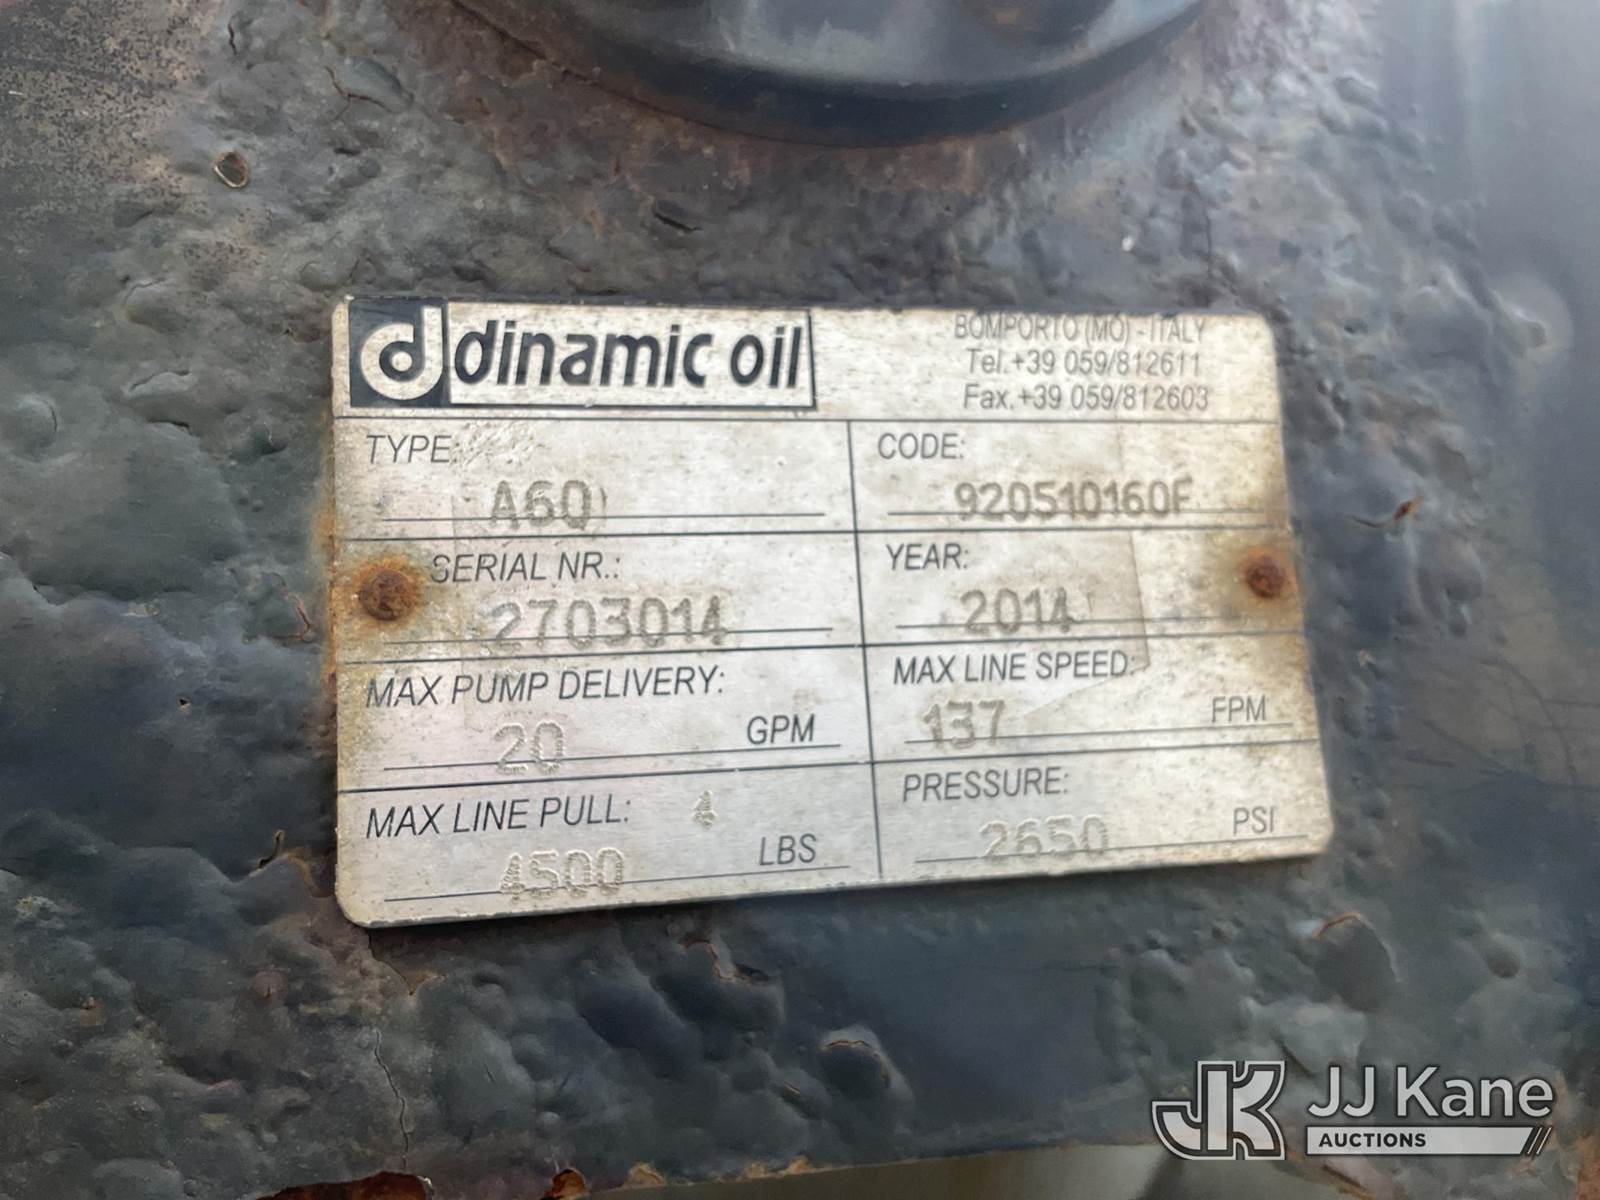 dinamic oil
BOMPORTO (MO) - ITALY
Tel.+39 059/812611
Fax.+39 059/812603
TYPE:
A60
CODE:
920510160F
SERIAL NR.:
2703014
YEAR:
2014
MAX PUMP DELIVERY:
20 GPM
MAX LINE SPEED:
137 FPM
MAX LINE PULL: 4
4500 LBS
PRESSURE:
2650 PSI
JK JJ Kane
AUCTIONS